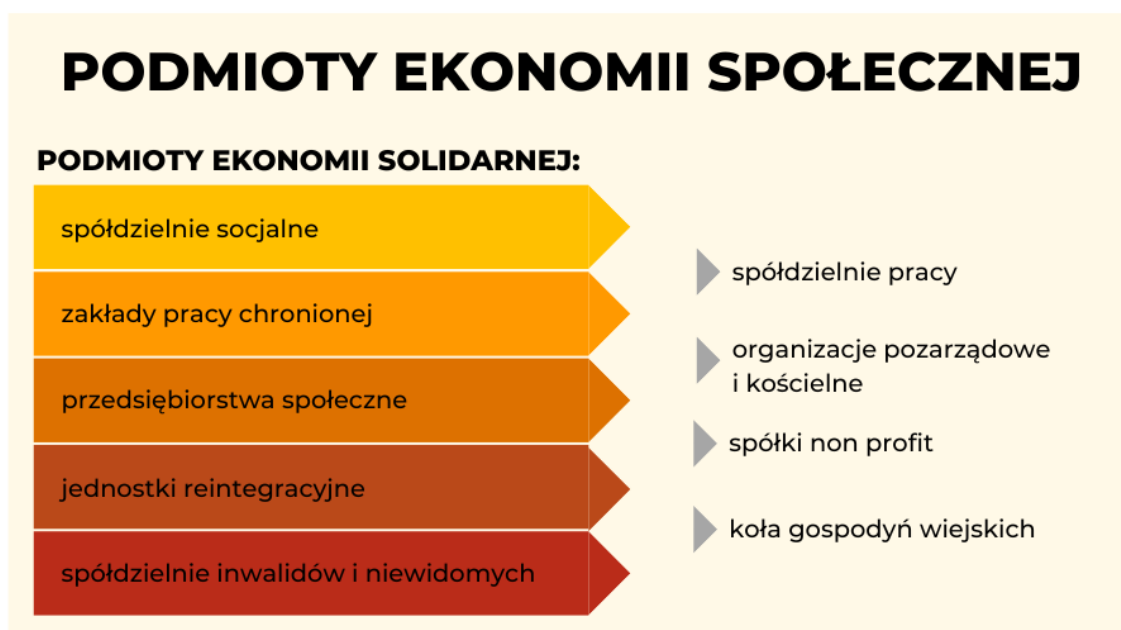 PODMIOTY EKONOMII SPOŁECZNEJ
PODMIOTY EKONOMII SOLIDARNEJ:
spółdzielnie socjalne
zakłady pracy chronionej
przedsiębiorstwa społeczne
jednostki reintegracyjne
spółdzielnie inwalidów i niewidomych
spółdzielnie pracy
organizacje pozarządowe
i kościelne
spółki non profit
koła gospodyń wiejskich